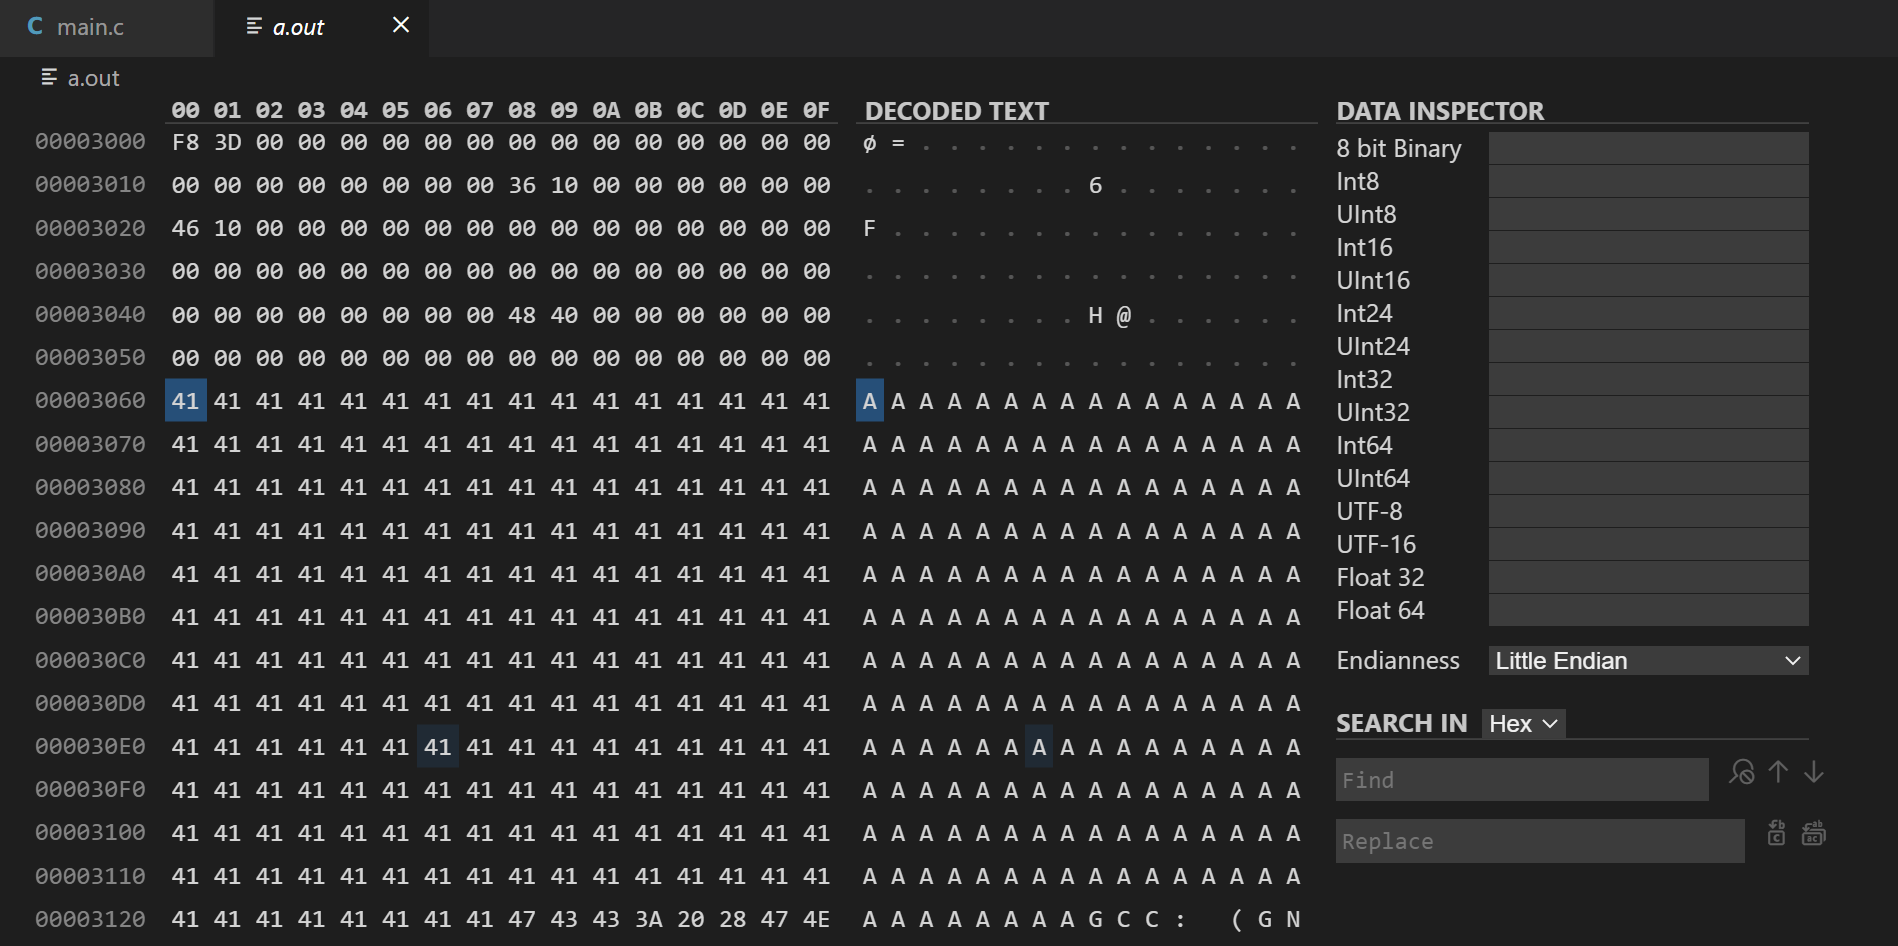 main.c a.out
a.out
00 01 02 03 04 05 06 07 08 09 0A 0B 0C 0D 0E 0F DECODED TEXT
00003000 F8 3D 00 00 00 00 00 00 00 00 00 00 00 00 00 00 ø = . . . . . . . . . . . . . .
00003010 00 00 00 00 00 00 00 00 36 10 00 00 00 00 00 00 . . . . . . . . 6 . . . . . . .
00003020 46 10 00 00 00 00 00 00 00 00 00 00 00 00 00 00 F . . . . . . . . . . . . . . .
00003030 00 00 00 00 00 00 00 00 00 00 00 00 00 00 00 00 . . . . . . . . . . . . . . . .
00003040 00 00 00 00 00 00 00 00 48 40 00 00 00 00 00 00 . . . . . . . . H @ . . . . . .
00003050 00 00 00 00 00 00 00 00 00 00 00 00 00 00 00 00 . . . . . . . . . . . . . . . .
00003060 41 41 41 41 41 41 41 41 41 41 41 41 41 41 41 41 A A A A A A A A A A A A A A A A
00003070 41 41 41 41 41 41 41 41 41 41 41 41 41 41 41 41 A A A A A A A A A A A A A A A A
00003080 41 41 41 41 41 41 41 41 41 41 41 41 41 41 41 41 A A A A A A A A A A A A A A A A
00003090 41 41 41 41 41 41 41 41 41 41 41 41 41 41 41 41 A A A A A A A A A A A A A A A A
000030A0 41 41 41 41 41 41 41 41 41 41 41 41 41 41 41 41 A A A A A A A A A A A A A A A A
000030B0 41 41 41 41 41 41 41 41 41 41 41 41 41 41 41 41 A A A A A A A A A A A A A A A A
000030C0 41 41 41 41 41 41 41 41 41 41 41 41 41 41 41 41 A A A A A A A A A A A A A A A A
000030D0 41 41 41 41 41 41 41 41 41 41 41 41 41 41 41 41 A A A A A A A A A A A A A A A A
000030E0 41 41 41 41 41 41 41 41 41 41 41 41 41 41 41 41 A A A A A A A A A A A A A A A A
000030F0 41 41 41 41 41 41 41 41 41 41 41 41 41 41 41 41 A A A A A A A A A A A A A A A A
00003100 41 41 41 41 41 41 41 41 41 41 41 41 41 41 41 41 A A A A A A A A A A A A A A A A
00003110 41 41 41 41 41 41 41 41 41 41 41 41 41 41 41 41 A A A A A A A A A A A A A A A A
00003120 41 41 41 41 41 41 41 41 47 43 43 3A 20 28 47 4E A A A A A A A A G C C : ( G N
DATA INSPECTOR
8 bit Binary
Int8
UInt8
Int16
UInt16
Int24
UInt24
Int32
UInt32
Int64
UInt64
UTF-8
UTF-16
Float 32
Float 64
Endianness Little Endian
SEARCH IN Hex
Find
Replace